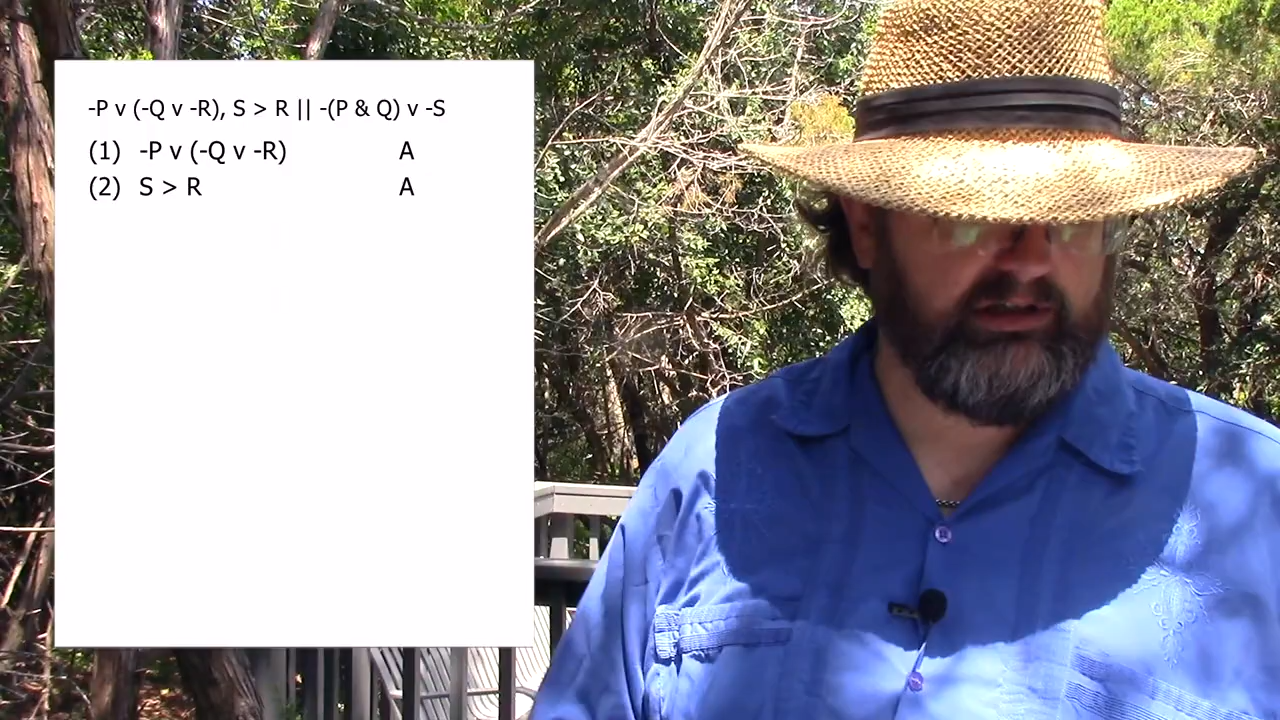 -P v (-Q v -R), S > R || -(P & Q) v -S
(1) -P v (-Q v -R) A
(2) S > R A